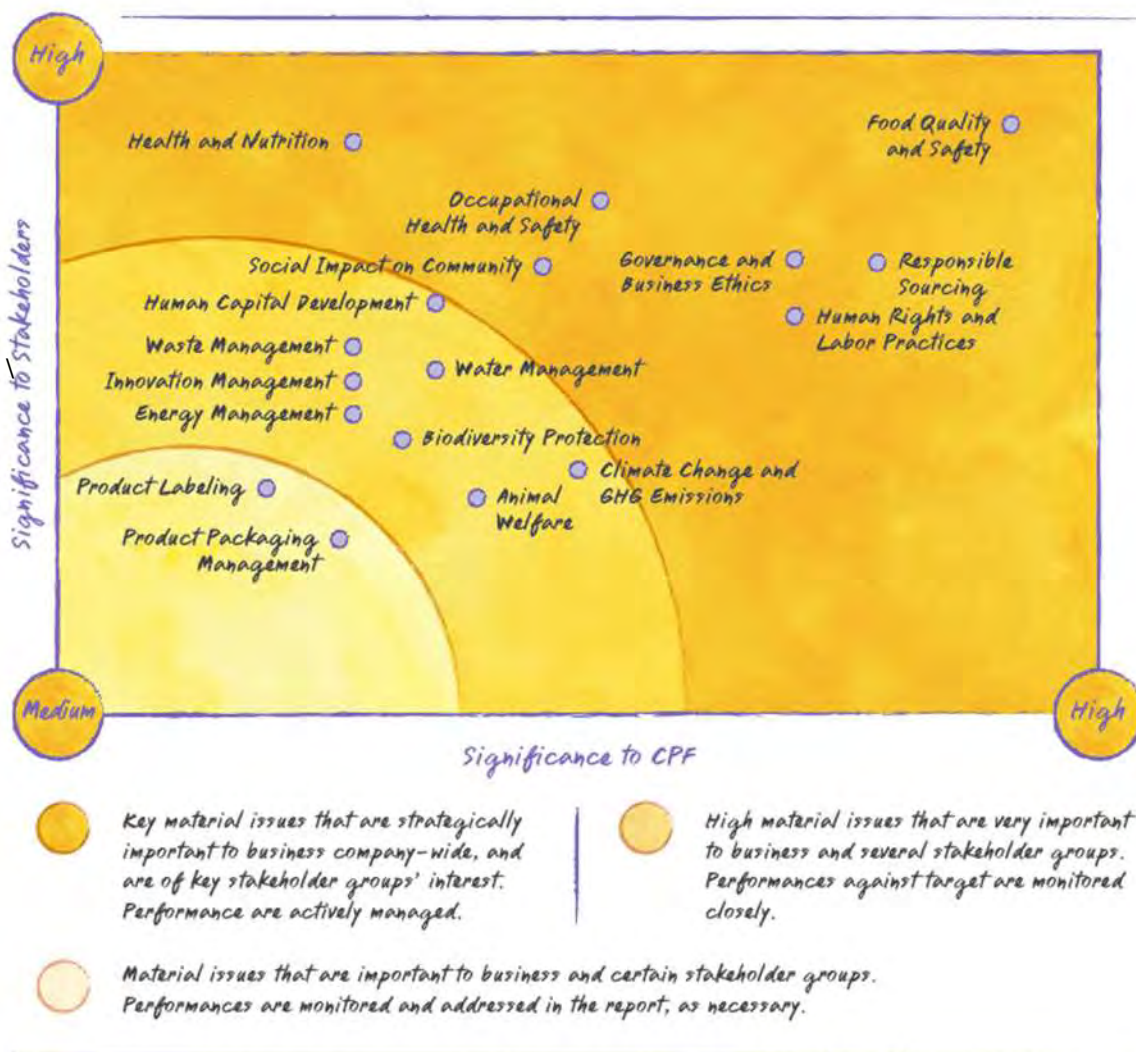 High
Health and Nutrition
Food Quality
and Safety
Occupational
Health and Safety
Social Impact on Community
Governance and
Business Ethics
Responsible
Sourcing
Human Capital Development
Human Rights and
Labor Practices
Waste Management
Water Management
Innovation Management
Energy Management
Biodiversity Protection
Climate Change and
GHG Emissions
Product Labeling
Animal
Welfare
Product Packaging
Management
Significance to Stakeholders
Medium
High
Significance to CPF
Key material issues that are strategically
important to business company-wide, and
are of key stakeholder groups' interest.
Performance are actively managed.
High material issues that are very important
to business and several stakeholder groups.
Performances against target are monitored
closely.
Material issues that are important to business and certain stakeholder groups.
Performances are monitored and addressed in the report, as necessary.